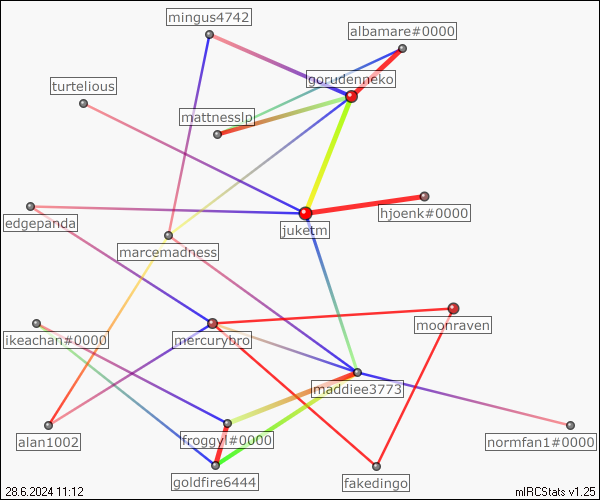 mingus4742
albamare#0000
gorudenneko
turtelious
mattnesslp
hjoenk#0000
edgepanda
juketm
marcemadness
moonraven
ikeachan#0000
mercurybro
maddiee3773
alan1002
froggyl#0000
normfan1#0000
goldfire6444
fakedingo
28.6.2024 11:12
mIRCStats v1.25